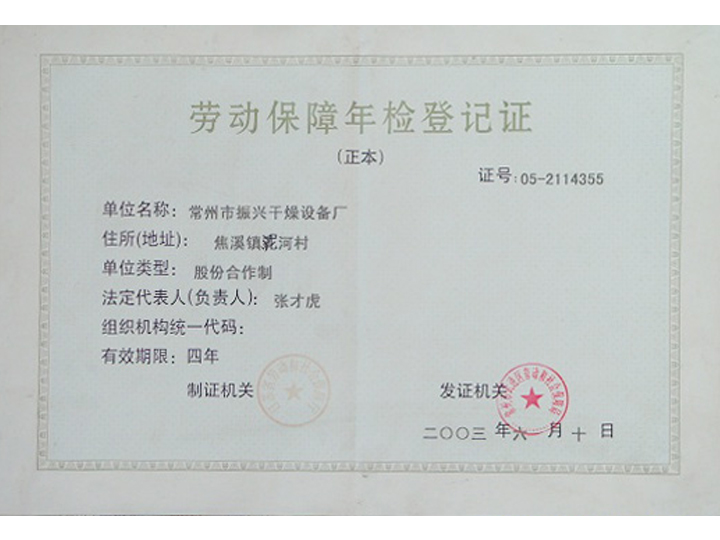 劳动保障年检登记证
(正本)
证号:05-2114355
单位名称：常州市振兴干燥设备厂
住所(地址)：焦溪镇泥河村
单位类型：股份合作制
法定代表人(负责人)：张才虎
组织机构统一代码：
有效期限：四年
制证机关 发证机关
二〇〇三年六月十日